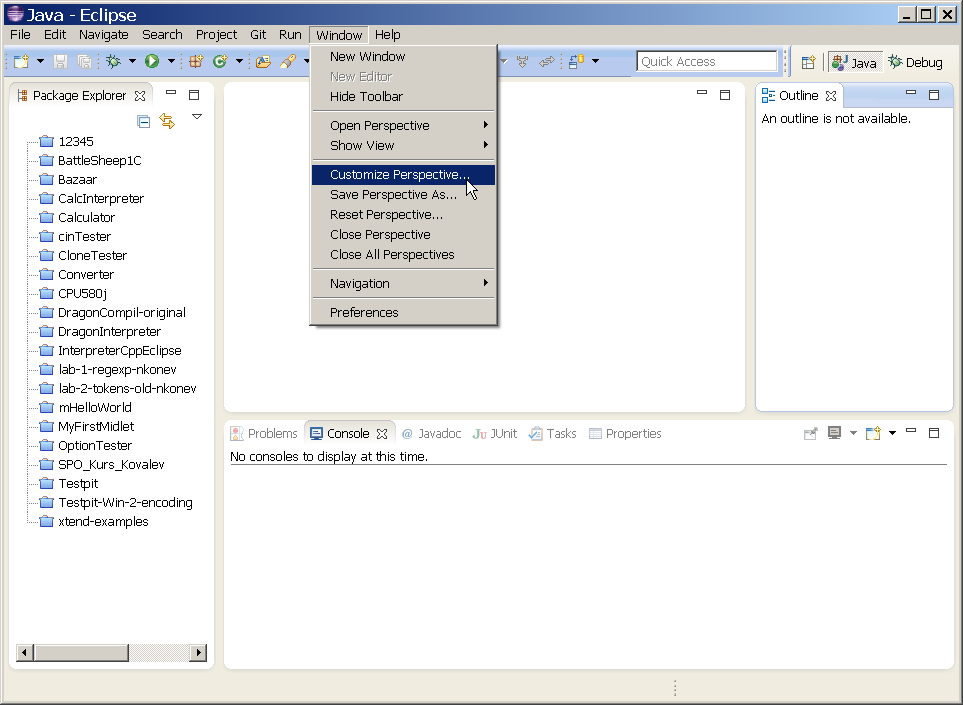 Java - Eclipse
File Edit Navigate Search Project Git Run Window Help
Quick Access
Java
Debug
New Window
New Editor
Hide Toolbar
Open Perspective
Show View
Customize Perspective...
Save Perspective As...
Reset Perspective...
Close Perspective
Close All Perspectives
Navigation
Preferences
Package Explorer
12345
BattleSheep1C
Bazaar
CalcInterpreter
Calculator
cinTester
CloneTester
Converter
CPU580j
DragonCompil-original
DragonInterpreter
InterpreterCppEclipse
lab-1-regexp-nkonev
lab-2-tokens-old-nkonev
mHelloWorld
MyFirstMidlet
OptionTester
SPO_Kurs_Kovalev
Testpit
Testpit-Win-2-encoding
xtend-examples
Outline
An outline is not available.
Problems Console @ Javadoc Ju JUnit Tasks Properties
No consoles to display at this time.